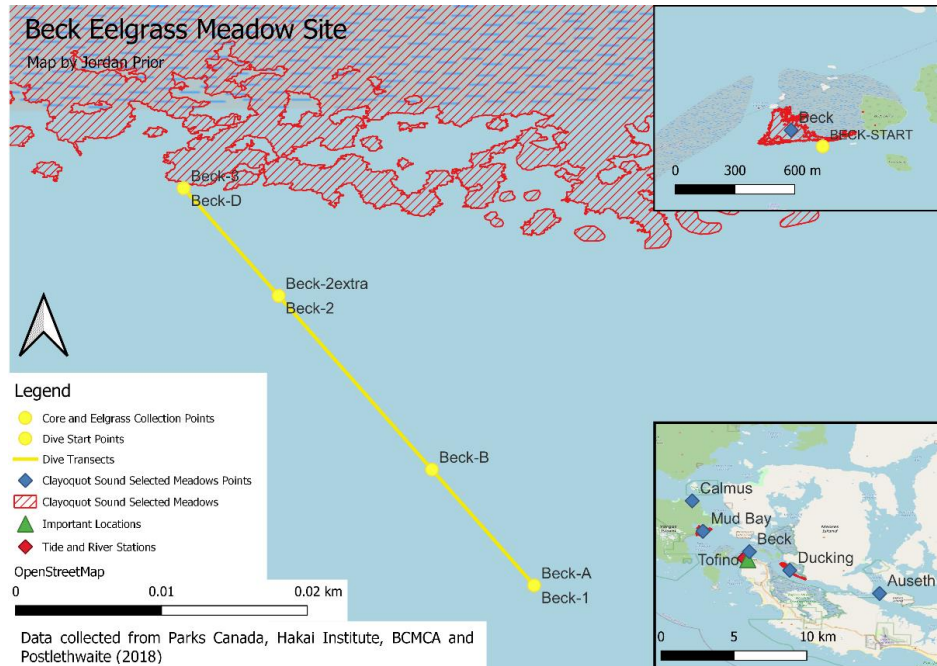 Beck Eelgrass Meadow Site
Map by Jordan Prior
Beck
BECK-START
0 300 600 m
Beck-3
Beck-D
Beck-2extra
Beck-2
Beck-B
Beck-A
Beck-1
Legend
Core and Eelgrass Collection Points
Dive Start Points
Dive Transects
Clayoquot Sound Selected Meadows Points
Clayoquot Sound Selected Meadows
Important Locations
Tide and River Stations
OpenStreetMap
0 0.01 0.02 km
Data collected from Parks Canada, Hakai Institute, BCMCA and
Postlethwaite (2018)
Calmus
Mud Bay
Beck
Tofino
Ducking
Auseth
0 5 10 km